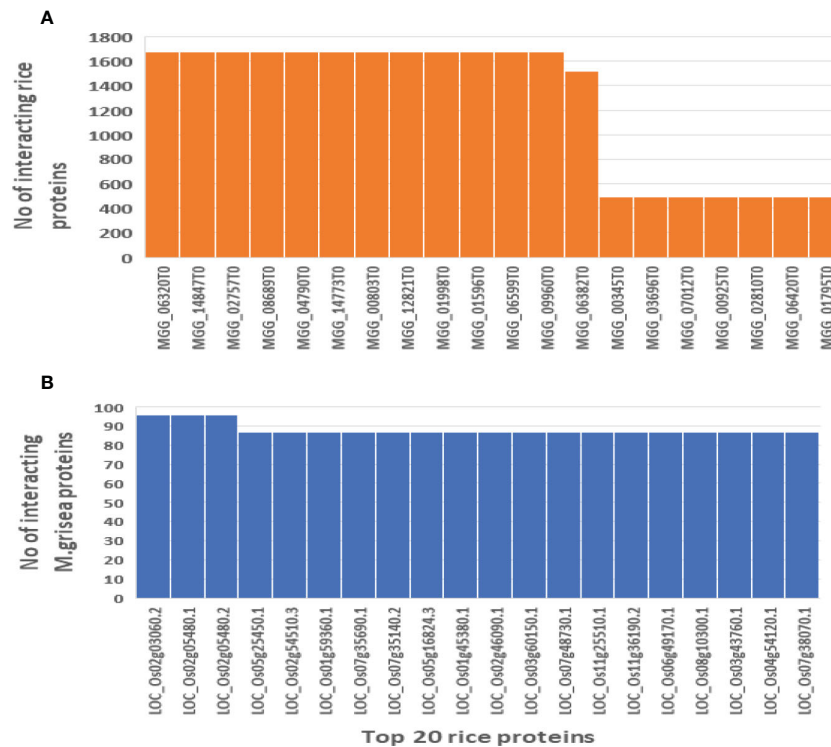 A
1800
1600
1400
1200
1000
800
600
400
200
0
No of interacting rice
proteins
MGG_06320T0
MGG_14847T0
MGG_02757T0
MGG_08689T0
MGG_04790T0
MGG_14773T0
MGG_00803T0
MGG_12821T0
MGG_01998T0
MGG_01596T0
MGG_06599T0
MGG_09960T0
MGG_06382T0
MGG_00345T0
MGG_03696T0
MGG_07012T0
MGG_00925T0
MGG_02810T0
MGG_06420T0
MGG_01795T0
B
100
90
80
70
60
50
40
30
20
10
0
No of interacting
M.grisea proteins
LOC_Os02g03060.2
LOC_Os02g05480.1
LOC_Os02g05480.2
LOC_Os05g25450.1
LOC_Os02g54510.3
LOC_Os01g59360.1
LOC_Os07g35690.1
LOC_Os07g35140.2
LOC_Os05g16824.3
LOC_Os01g45380.1
LOC_Os02g46090.1
LOC_Os03g60150.1
LOC_Os07g48730.1
LOC_Os11g25510.1
LOC_Os11g36190.2
LOC_Os06g49170.1
LOC_Os08g10300.1
LOC_Os03g43760.1
LOC_Os04g54120.1
LOC_Os07g38070.1
Top 20 rice proteins